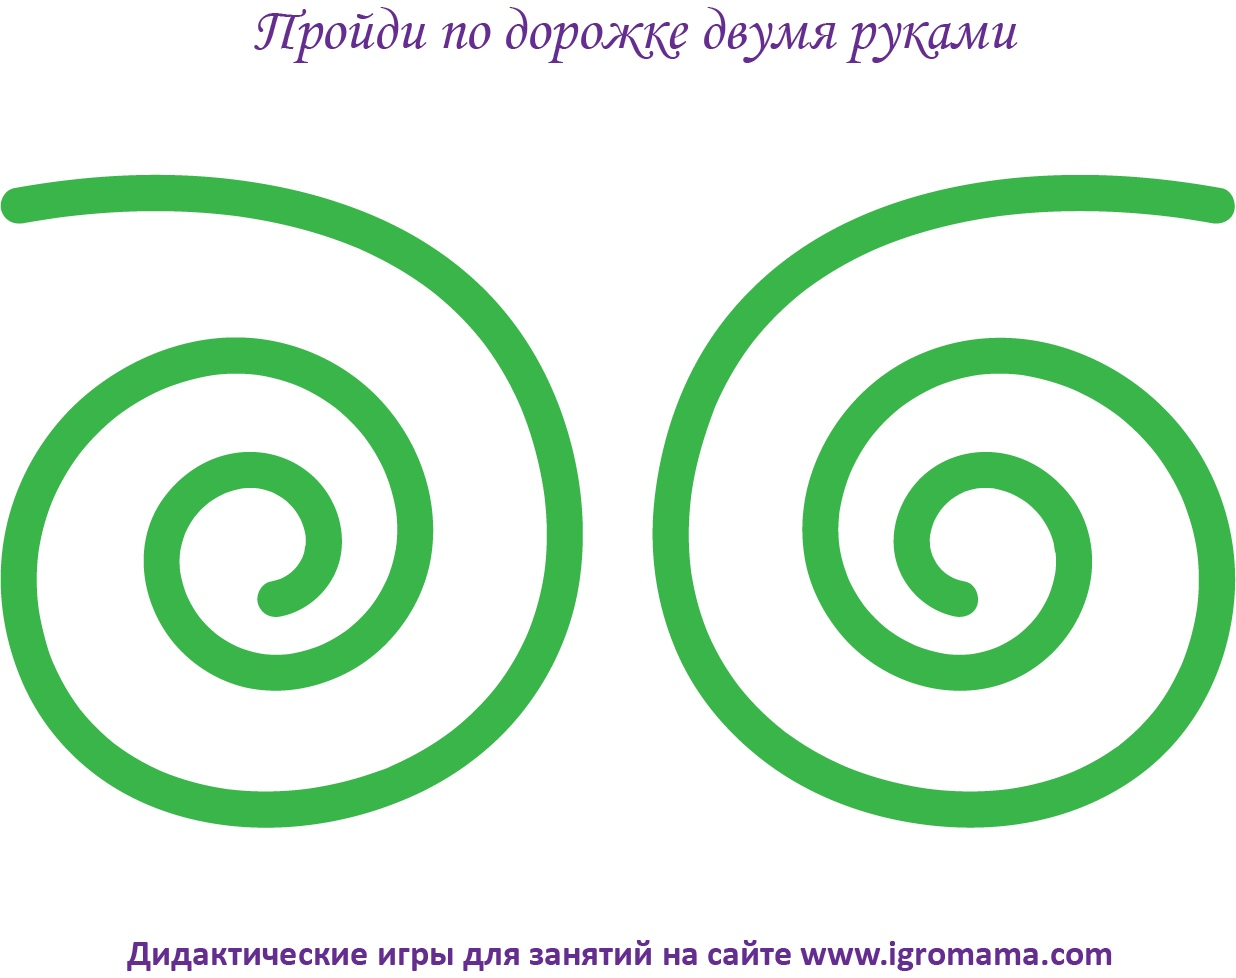 Пройди по дорожке двумя руками
Дидактические игры для занятий на сайте www.igromama.com